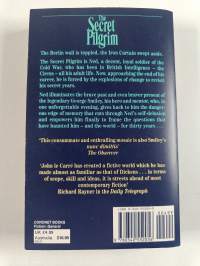 The
Secret
Pilgrim
The Berlin wall is toppled, the Iron Curtain swept aside.
The Secret Pilgrim is Ned, a decent, loyal soldier of the
Cold War, who has been in British Intelligence – the
Circus – all his adult life. Now, approaching the end of his
career, he is forced by the explosions of change to revisit
his secret years.
Ned illuminates the brave past and even braver present of
the legendary George Smiley, his hero and mentor, who, in
one unforgettable evening, gives back to him the danger-
ous edge of memory that cuts through Ned's self-delusion
and empowers him finally to frame the questions that
have haunted him – and the world – for thirty years . . .
'This consummate and enthralling mosaic is also Smiley's
nunc dimittis'
The Observer
'John le Carré has created a fictive world which he has
made almost as familiar as that of Dickens . . . in terms
of scope, skill and ideas, it is streets ahead of most
contemporary fiction'
Richard Rayner in the Daily Telegraph
CORONET BOOKS
Fiction: General
UK £4.99
Australia